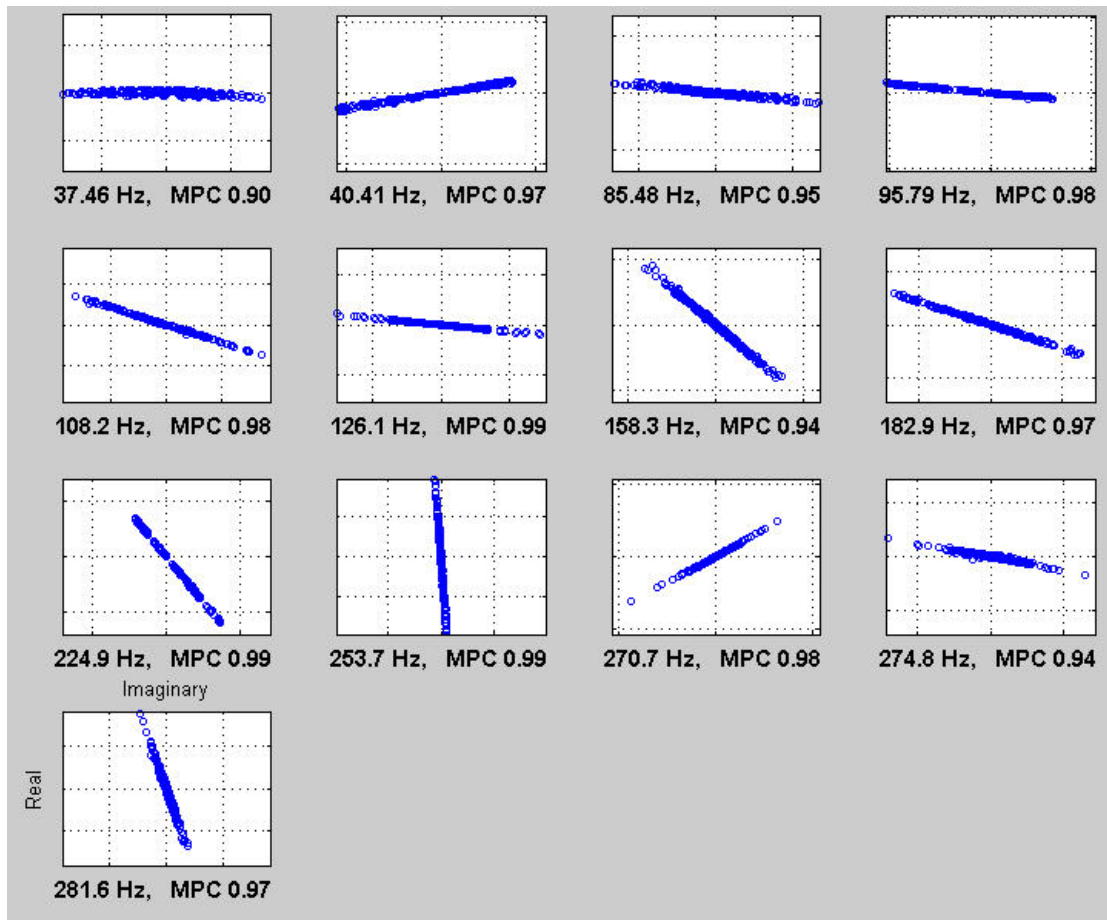 37.46 Hz, MPC 0.90
40.41 Hz, MPC 0.97
85.48 Hz, MPC 0.95
95.79 Hz, MPC 0.98
108.2 Hz, MPC 0.98
126.1 Hz, MPC 0.99
158.3 Hz, MPC 0.94
182.9 Hz, MPC 0.97
224.9 Hz, MPC 0.99
253.7 Hz, MPC 0.99
270.7 Hz, MPC 0.98
274.8 Hz, MPC 0.94
Imaginary
Real
281.6 Hz, MPC 0.97